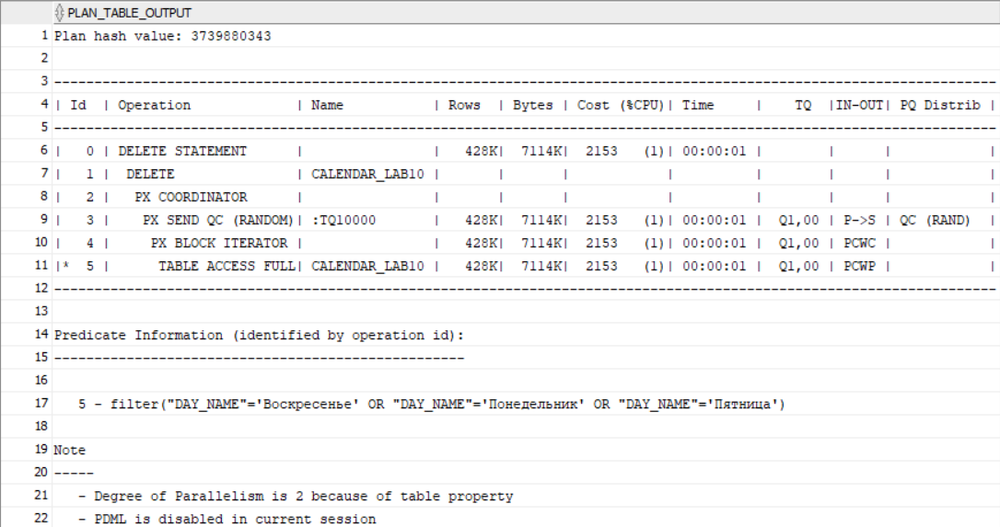 PLAN_TABLE_OUTPUT
1 Plan hash value: 3739880343
2
3 ------------------------------------------------------------------------------------------------------------------------
4 | Id | Operation | Name | Rows | Bytes | Cost (%CPU)| Time | TQ |IN-OUT| PQ Distrib |
5 ------------------------------------------------------------------------------------------------------------------------
6 | 0 | DELETE STATEMENT | | 428K| 7114K| 2153 (1)| 00:00:01 | | | |
7 | 1 | DELETE | CALENDAR_LAB10 | | | | | | | |
8 | 2 | PX COORDINATOR | | | | | | | | |
9 | 3 | PX SEND QC (RANDOM)| :TQ10000 | 428K| 7114K| 2153 (1)| 00:00:01 | Q1,00 | P->S | QC (RAND) |
10 | 4 | PX BLOCK ITERATOR | | 428K| 7114K| 2153 (1)| 00:00:01 | Q1,00 | PCWC | |
11 |* 5 | TABLE ACCESS FULL| CALENDAR_LAB10 | 428K| 7114K| 2153 (1)| 00:00:01 | Q1,00 | PCWP | |
12 ------------------------------------------------------------------------------------------------------------------------
13
14 Predicate Information (identified by operation id):
15 ---------------------------------------------------
16
17 5 - filter("DAY_NAME"='Воскресенье' OR "DAY_NAME"='Понедельник' OR "DAY_NAME"='Пятница')
18
19 Note
20 -----
21 - Degree of Parallelism is 2 because of table property
22 - PDML is disabled in current session